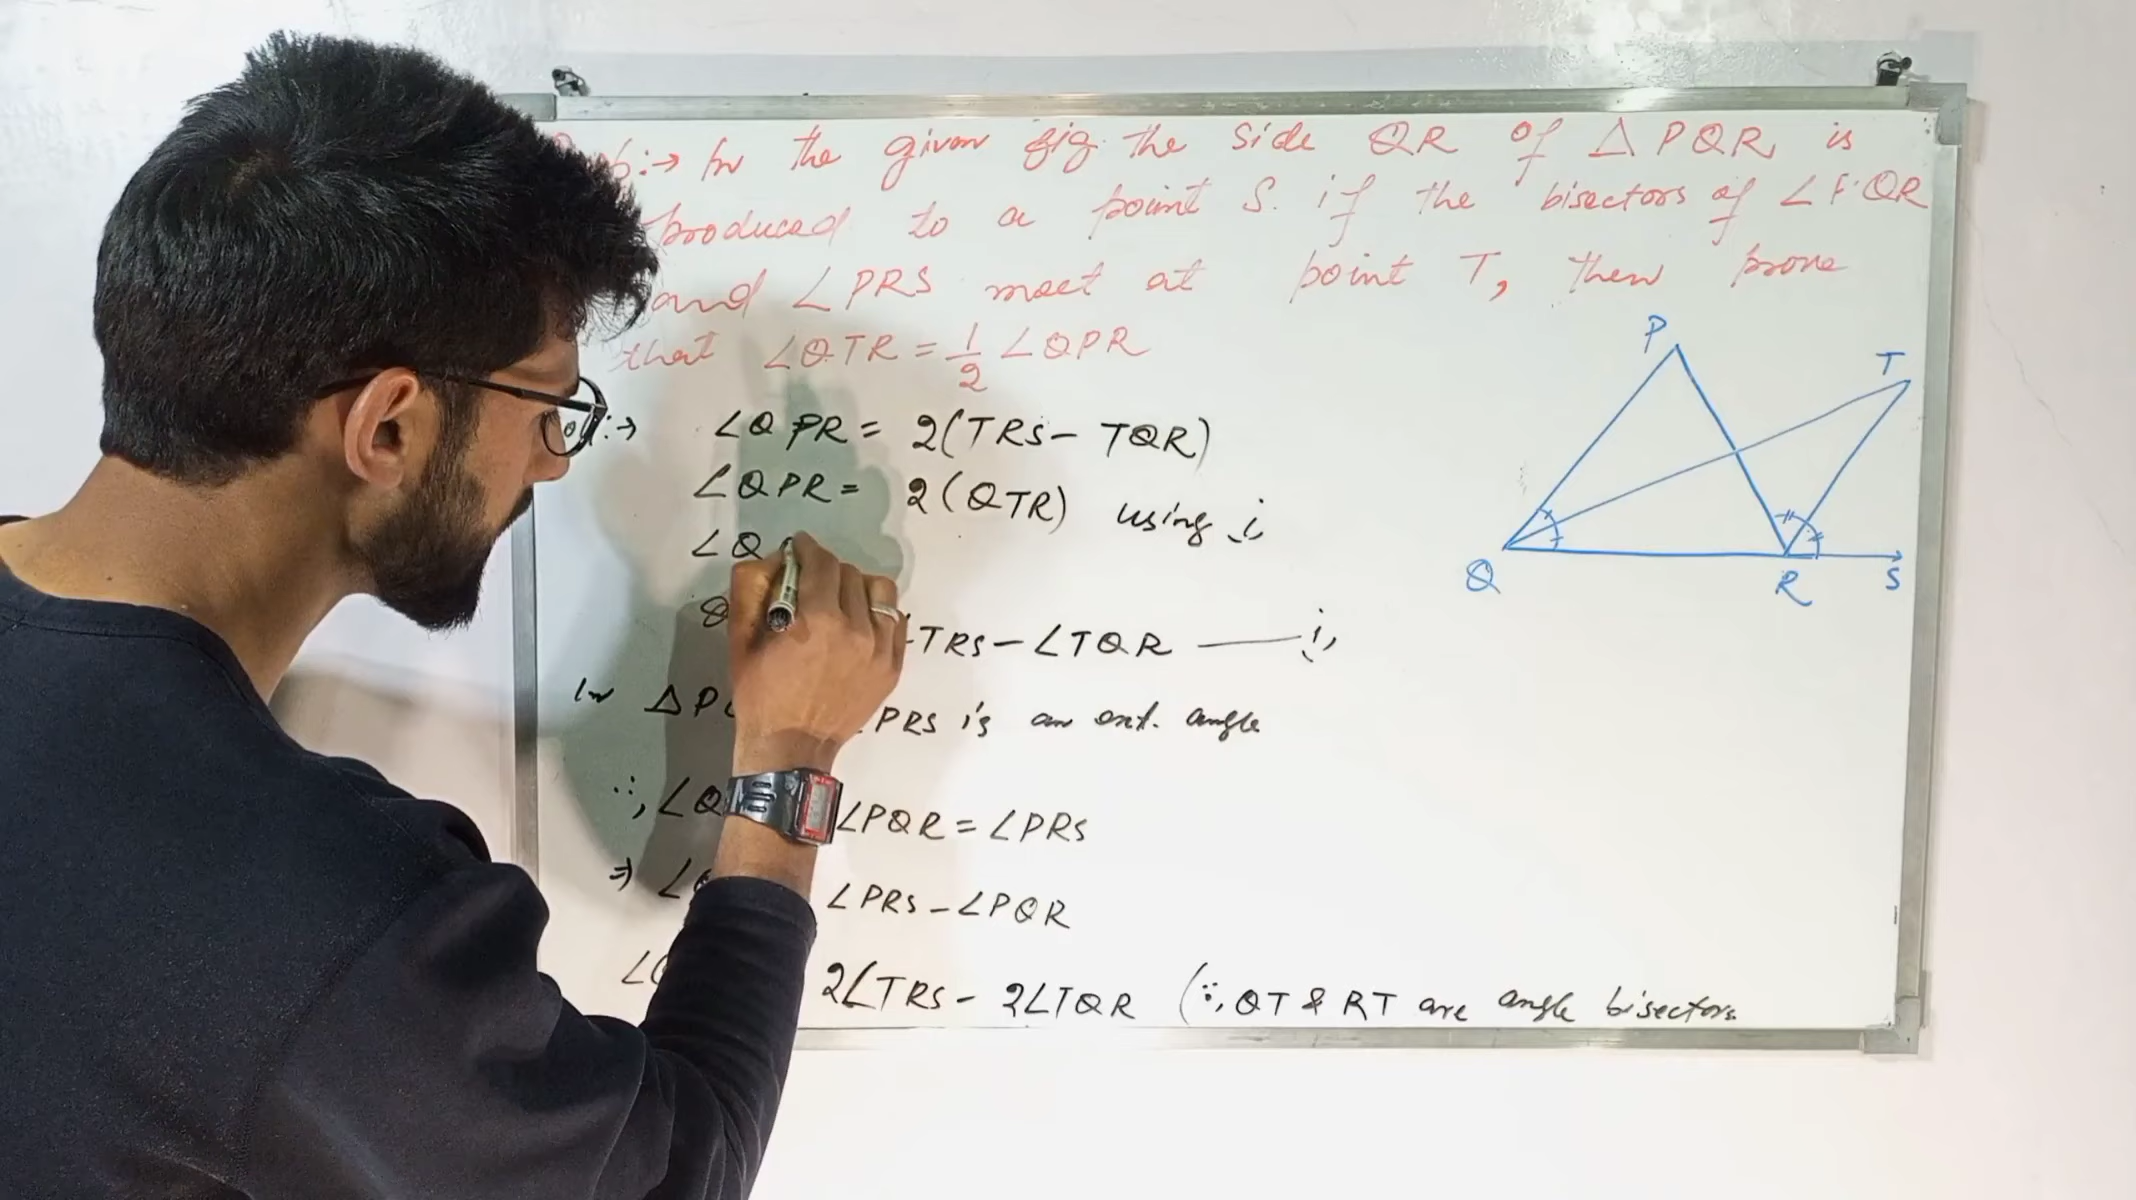 :→ In the given fig. the side QR of Δ PQR, is
produced to a point S. if the bisectors of ∠P QR
and ∠PRS meet at point T, then prove
that ∠QTR = 1/2 ∠QPR
:→ ∠QPR = 2(TRS - TQR)
∠QPR = 2(QTR) using i,
∠Q
TRS - ∠TQR —— i,
In Δ P PRS is an ext. angle
∴, ∠Q ∠PQR = ∠PRS
⇒ ∠ ∠PRS - ∠PQR
∠ 2∠TRS - 2∠TQR (∵, QT & RT are angle bisectors
P
T
Q
R
S